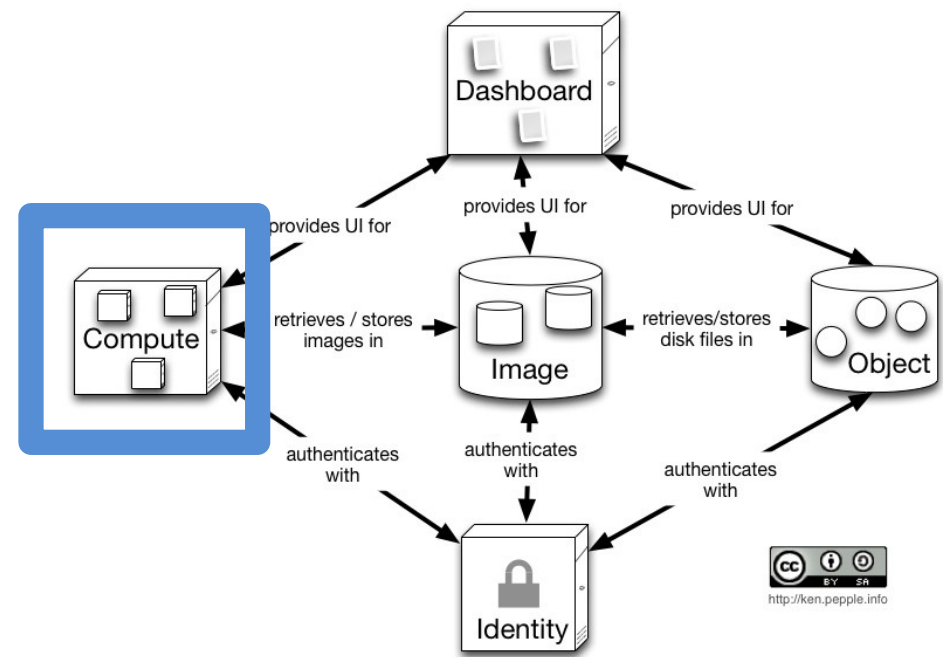 Dashboard
provides UI for
provides UI for
provides UI for
Compute
retrieves / stores
images in
Image
retrieves/stores
disk files in
Object
authenticates
with
authenticates
with
authenticates
with
Identity
cc
BY SA
http://ken.pepple.info